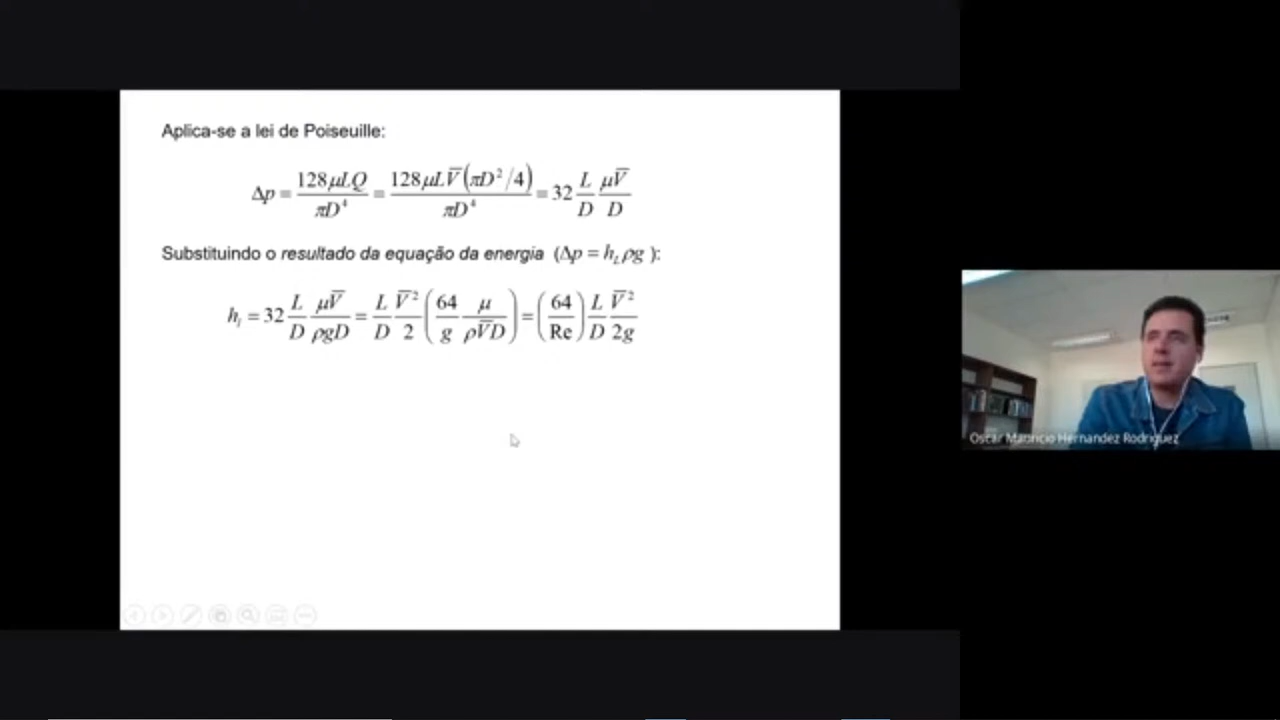 Aplica-se a lei de Poiseuille:
Δp = 128μLQ / πD⁴ = 128μLV̅(πD²/4) / πD⁴ = 32 L/D μV̅/D
Substituindo o resultado da equação da energia (Δp = h_L ρg ):
h_l = 32 L/D μV̅/ρgD = L/D V̅²/2 (64/g μ/ρV̅D) = (64/Re) L/D V̅²/2g
Oscar Mauricio Hernandez Rodriguez